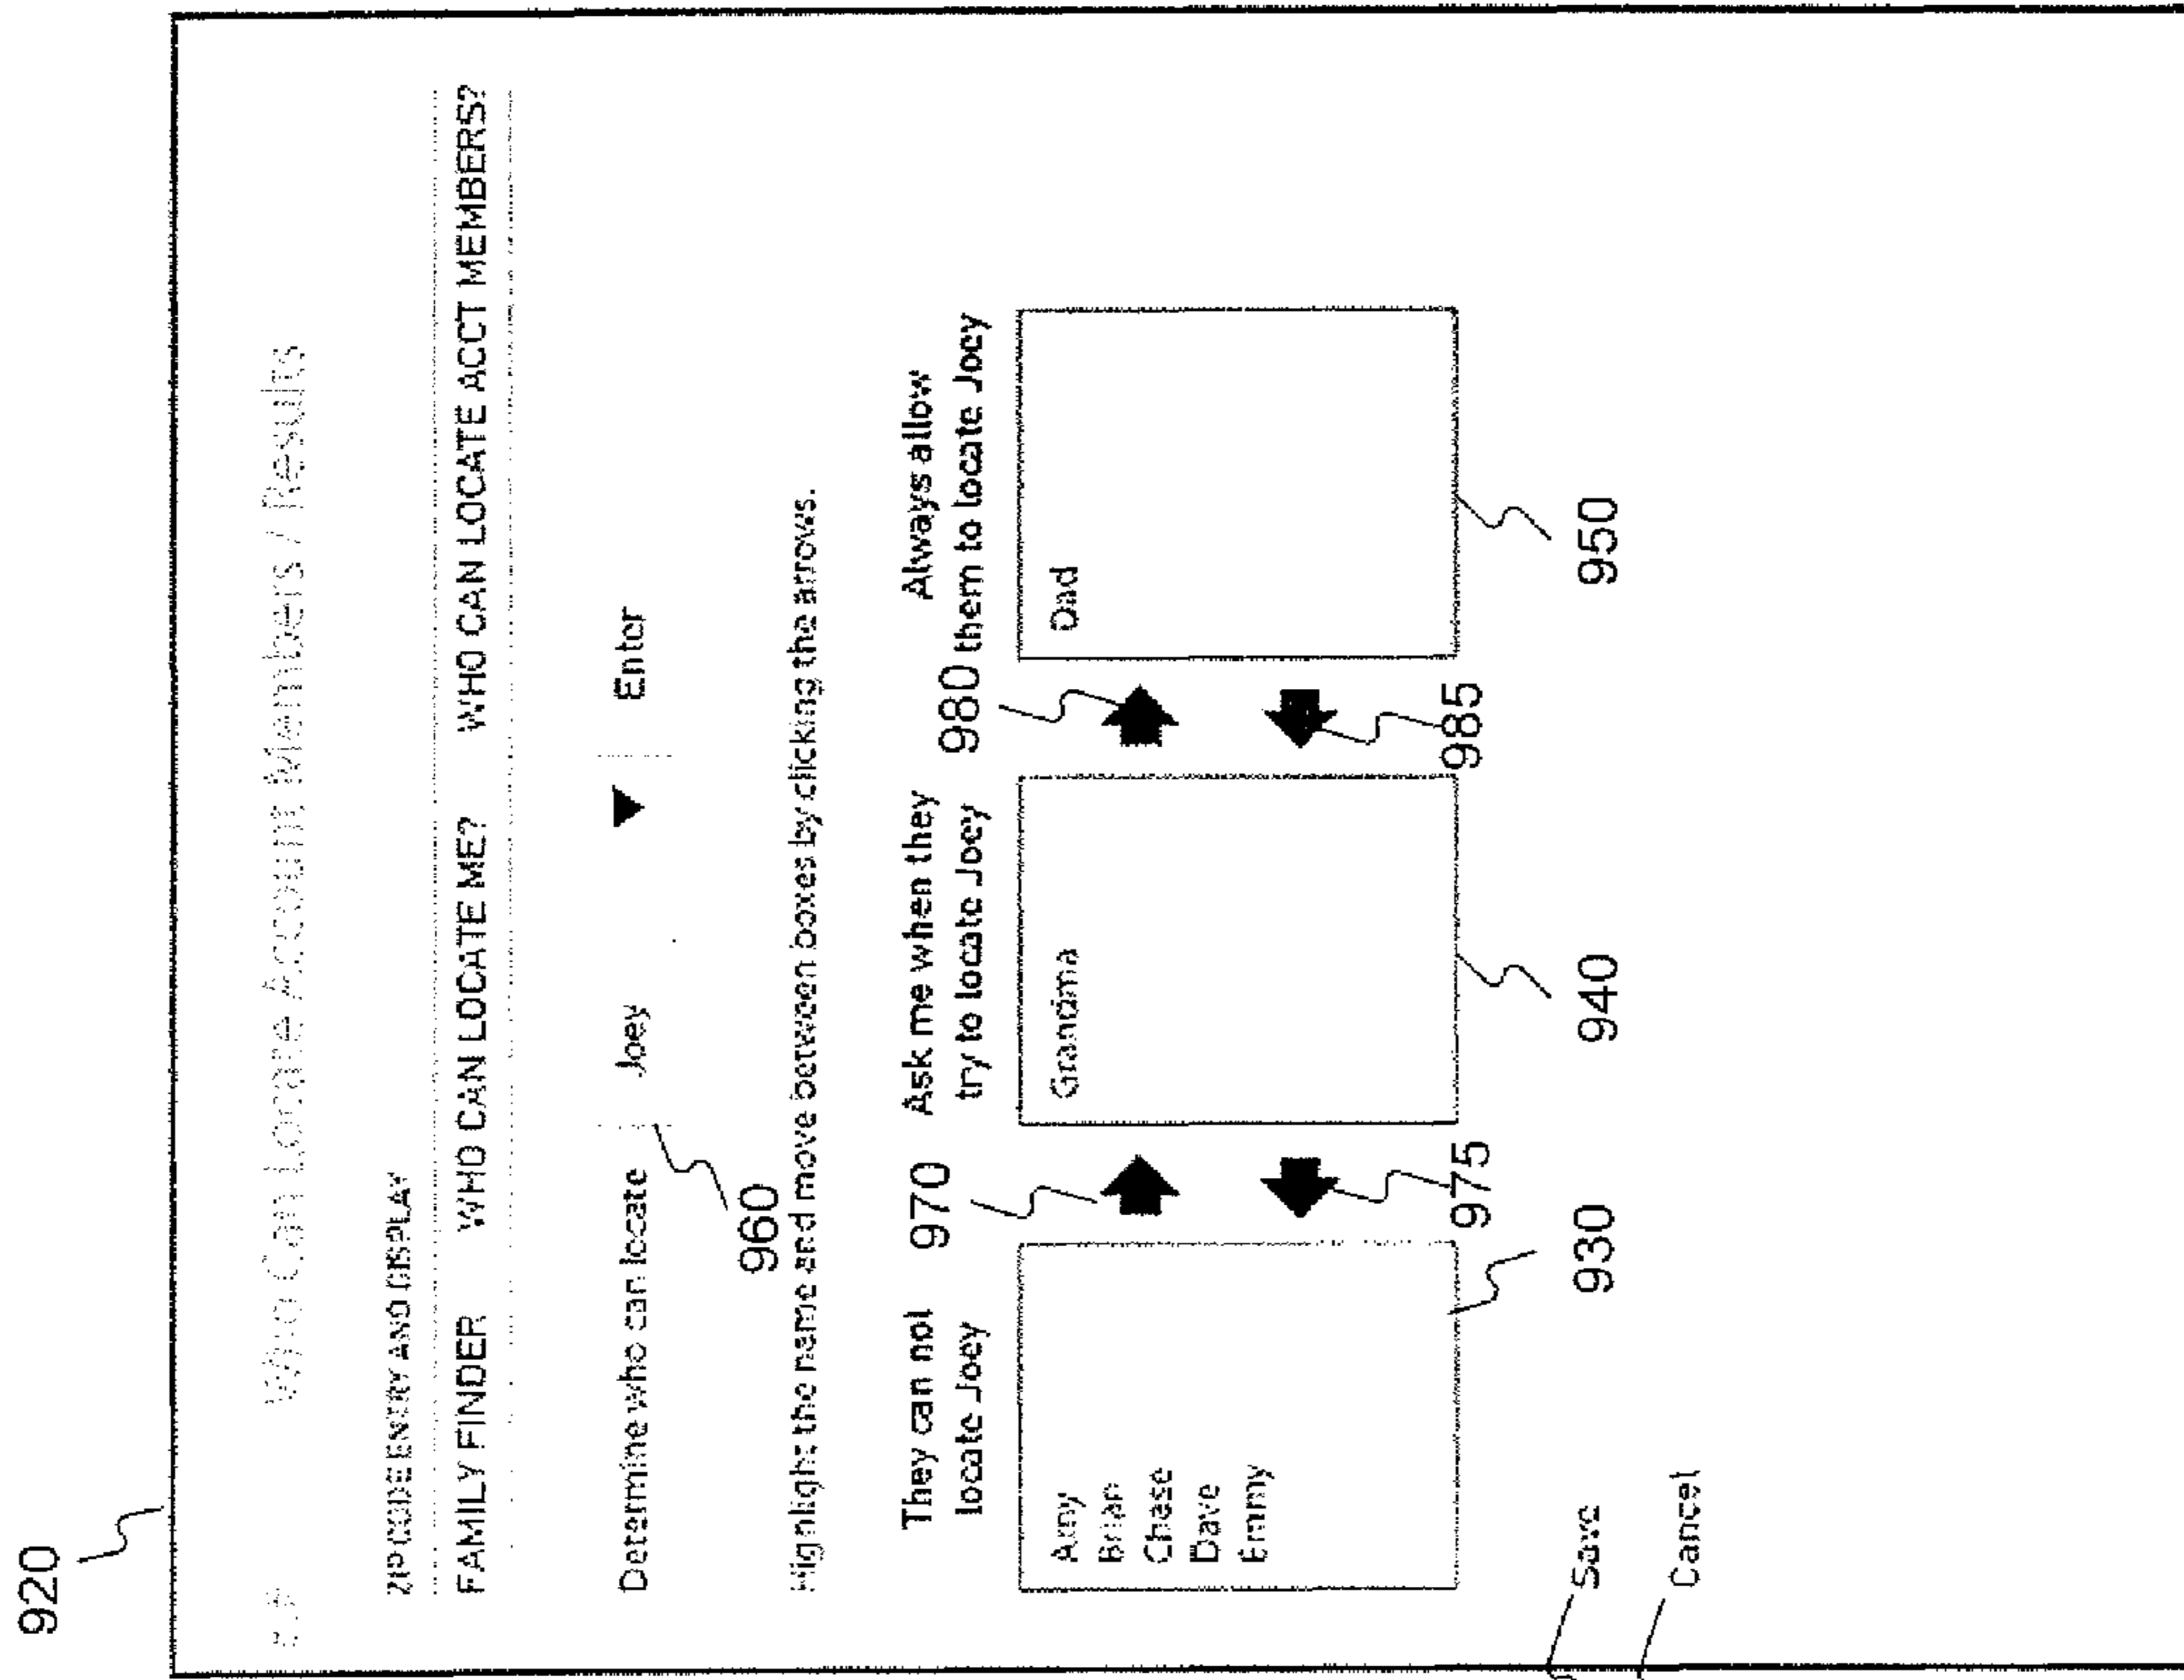 920
Who Can Locate Account Members / Results
ZIP CODE ENTRY AND DISPLAY
FAMILY FINDER WHO CAN LOCATE ME? WHO CAN LOCATE ACCT MEMBERS?
Determine who can locate Joey Enter
960
Highlight the name and move between boxes by clicking the arrows.
They can not
locate Joey
970
Ask me when they
try to locate Joey
980
Always allow
them to locate Joey
Amy
Brian
Chase
Dave
Emmy
Grandma
Dad
975
985
930
940
950
Save
Cancel